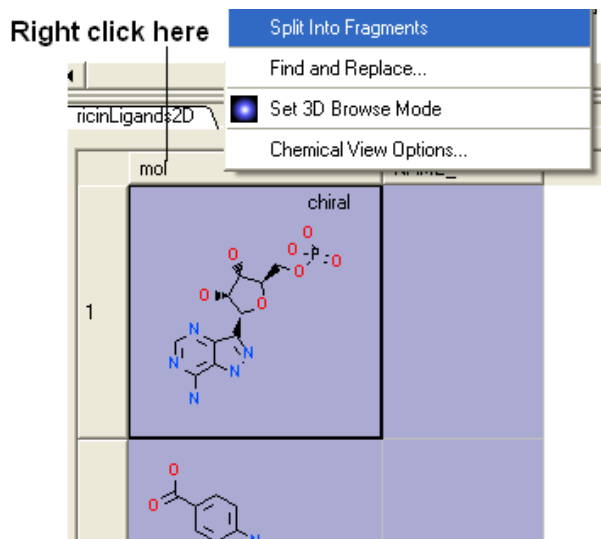 Right click here
Split Into Fragments
Find and Replace...
Set 3D Browse Mode
Chemical View Options...
ricinLigands2D
mol
NAME_
chiral
O
O
O
P
O
O
O
O
O
1
N
N
N
N
N
O
O
N